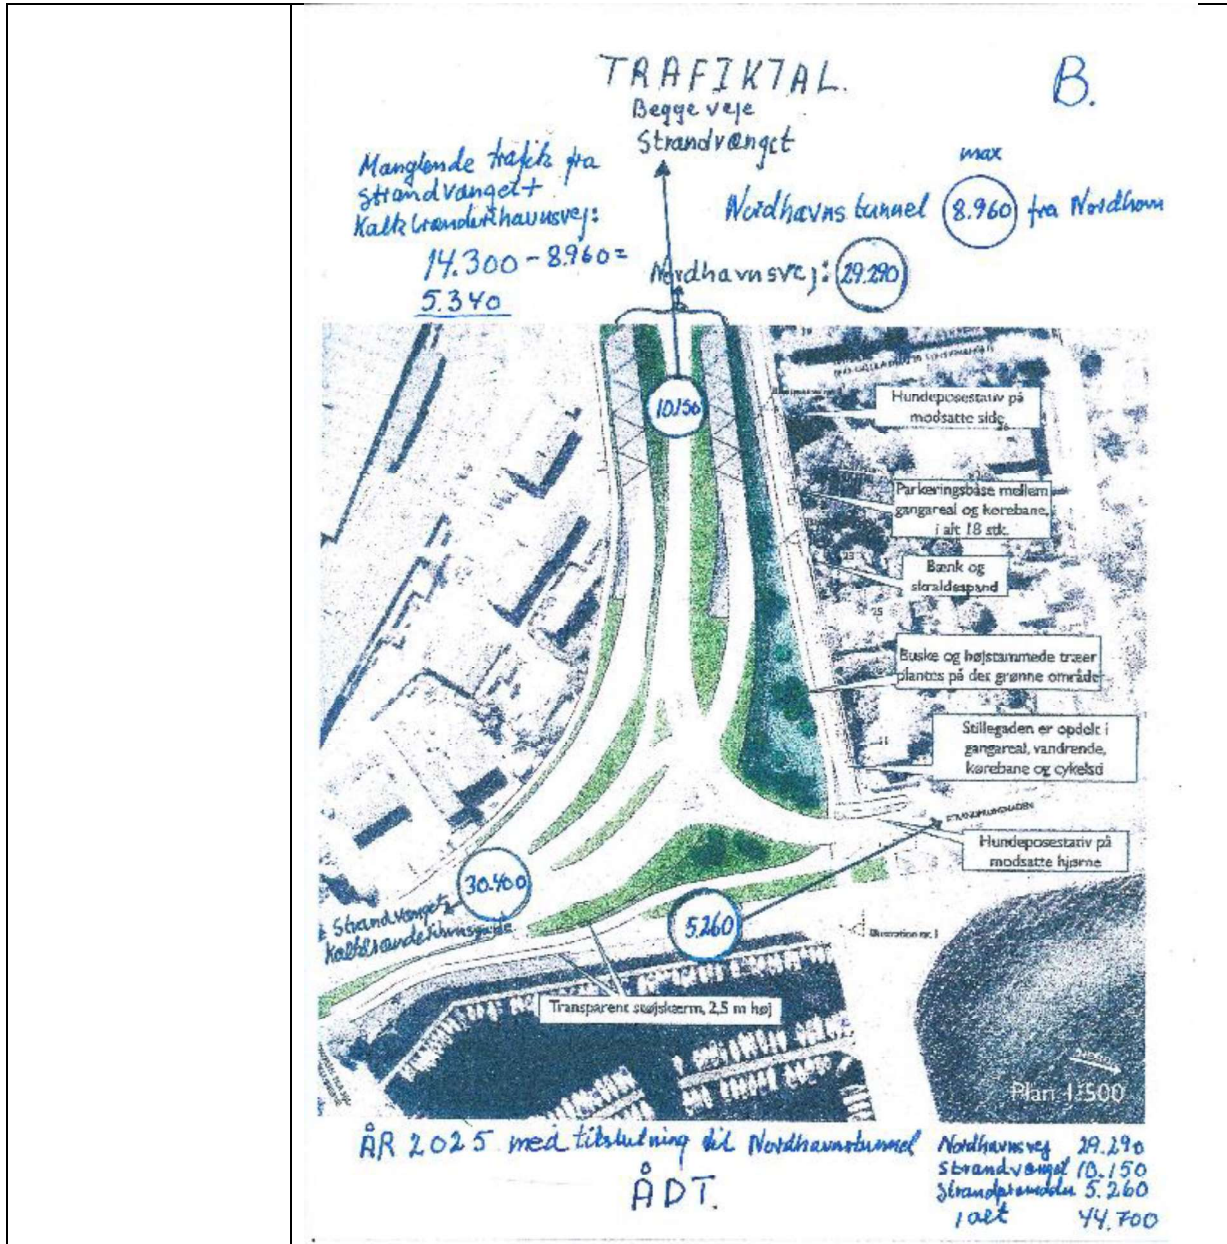 TRAFIKTAL.
B.
Begge veje
Strandvænget
Manglende trafik fra
Strandvænget +
Kalkbrænderihavnsvej:
14.300 - 8.960 =
5.340
max
Nordhavns tunnel 8.960 fra Nordhavn
Nordhavnsvej: 29.290
10.150
Hundeposestativ på
modsatte side
Parkeringsbåse mellem
gangareal og kørebane,
i alt 18 stk.
Bænk og
skraldespand
Buske og højstammede træer
plantes på det grønne område
Stillegaden er opdelt i
gangareal, vandrende,
kørebane og cykelsti
STRANDPROMENADEN
Hundeposestativ på
modsatte hjørne
30.400
Strandvænget
5.260
Illustration nr. 1
Transparent støjskærm, 2,5 m høj
Plan 1:500
ÅR 2025 med tilslutning til Nordhavnstunnel
ÅDT.
Nordhavnsvej 29.290
Strandvænget 10.150
Strandpromaden 5.260
i alt 44.700